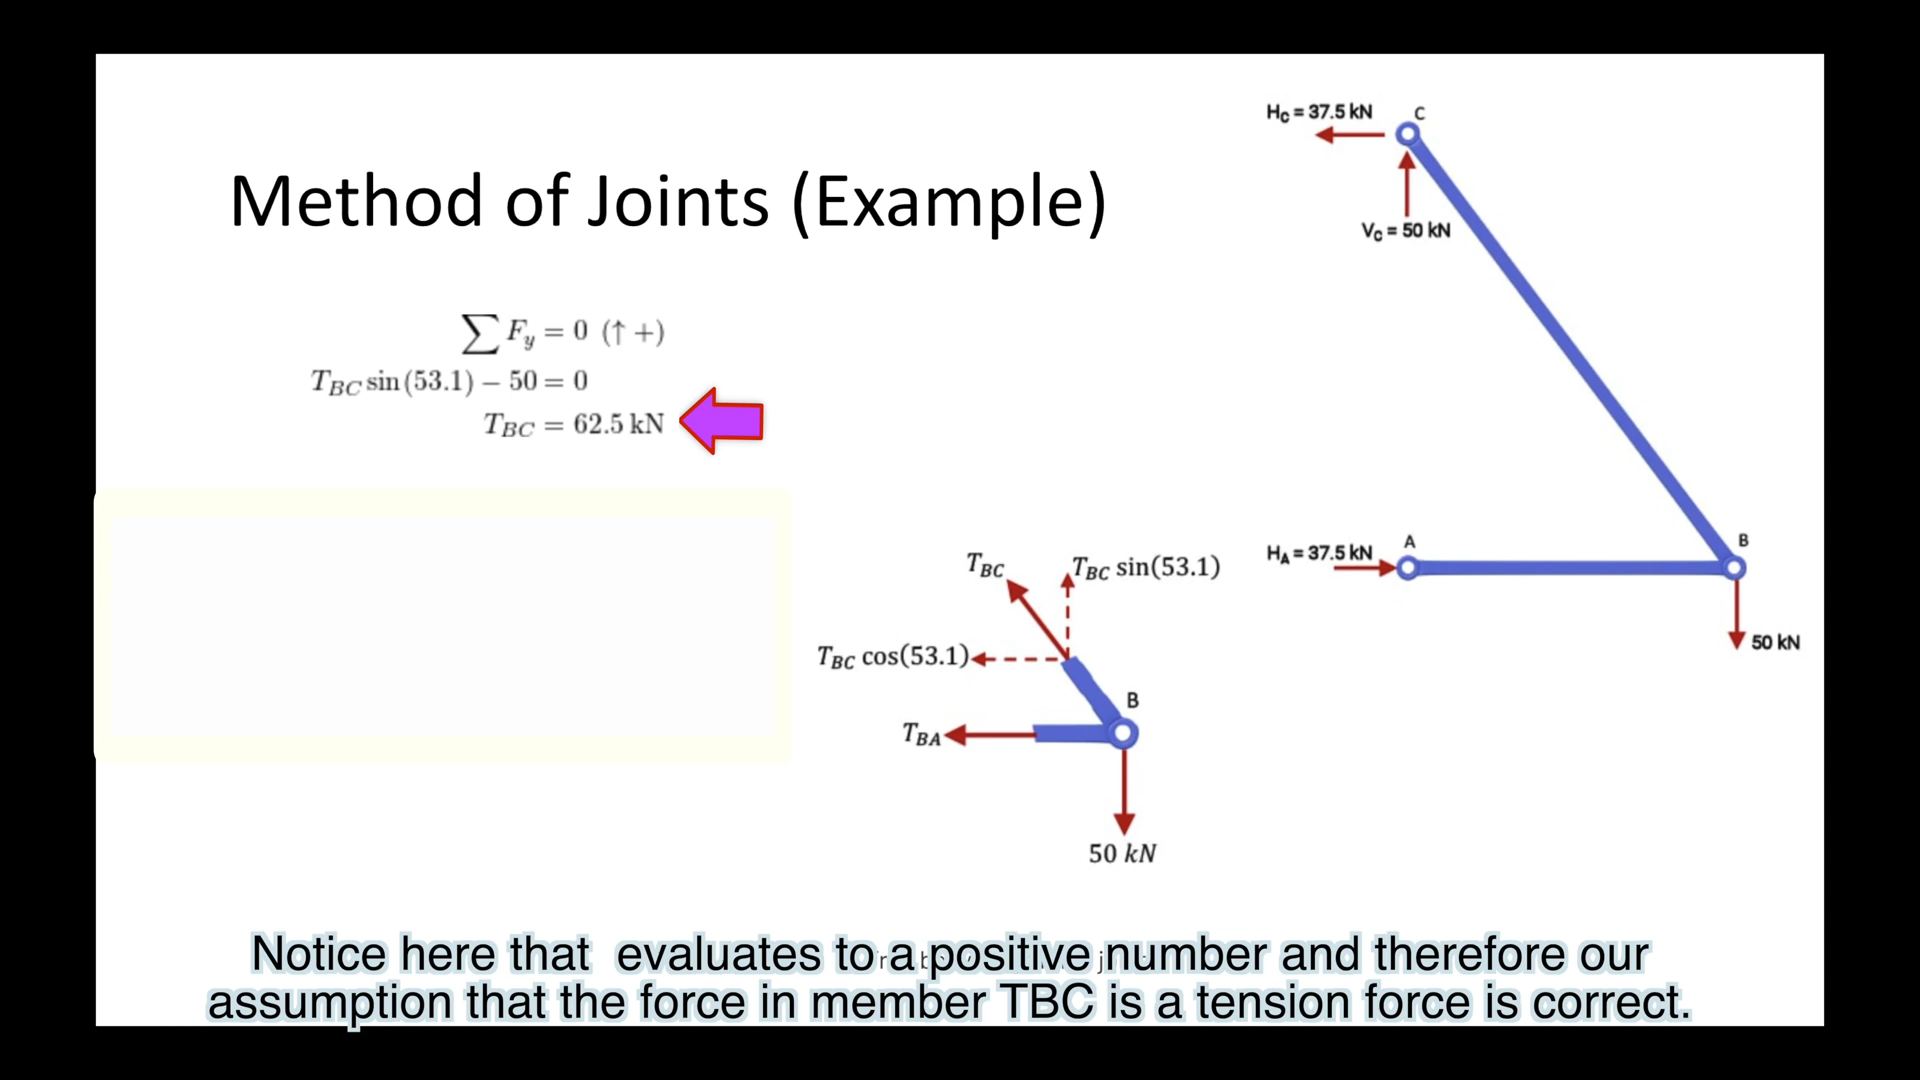 Method of Joints (Example)
∑ F_y = 0 (↑ +)
T_BC sin (53.1) − 50 = 0
T_BC = 62.5 kN
H_C = 37.5 kN
C
V_C = 50 kN
H_A = 37.5 kN
A
B
50 kN
T_BC
T_BC sin(53.1)
T_BC cos(53.1)
B
T_BA
50 kN
Notice here that evaluates to a positive number and therefore our
assumption that the force in member TBC is a tension force is correct.